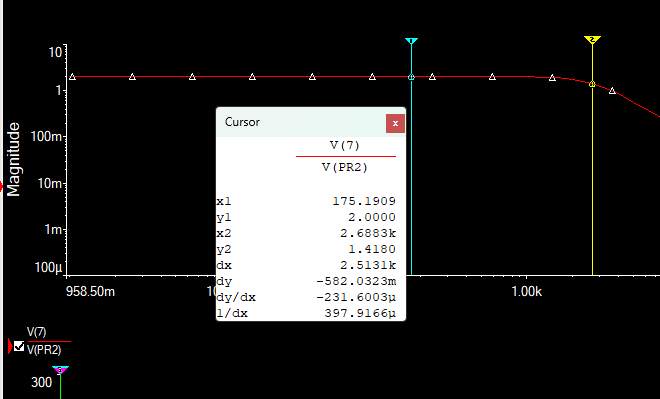 1
2
10
1
100m
10m
1m
100µ
Magnitude
Cursor
x
V(7)
V(PR2)
x1 175.1909
y1 2.0000
x2 2.6883k
y2 1.4180
dx 2.5131k
dy -582.0323m
dy/dx -231.6003µ
1/dx 397.9166µ
958.50m
1.00k
V(7)
V(PR2)
300